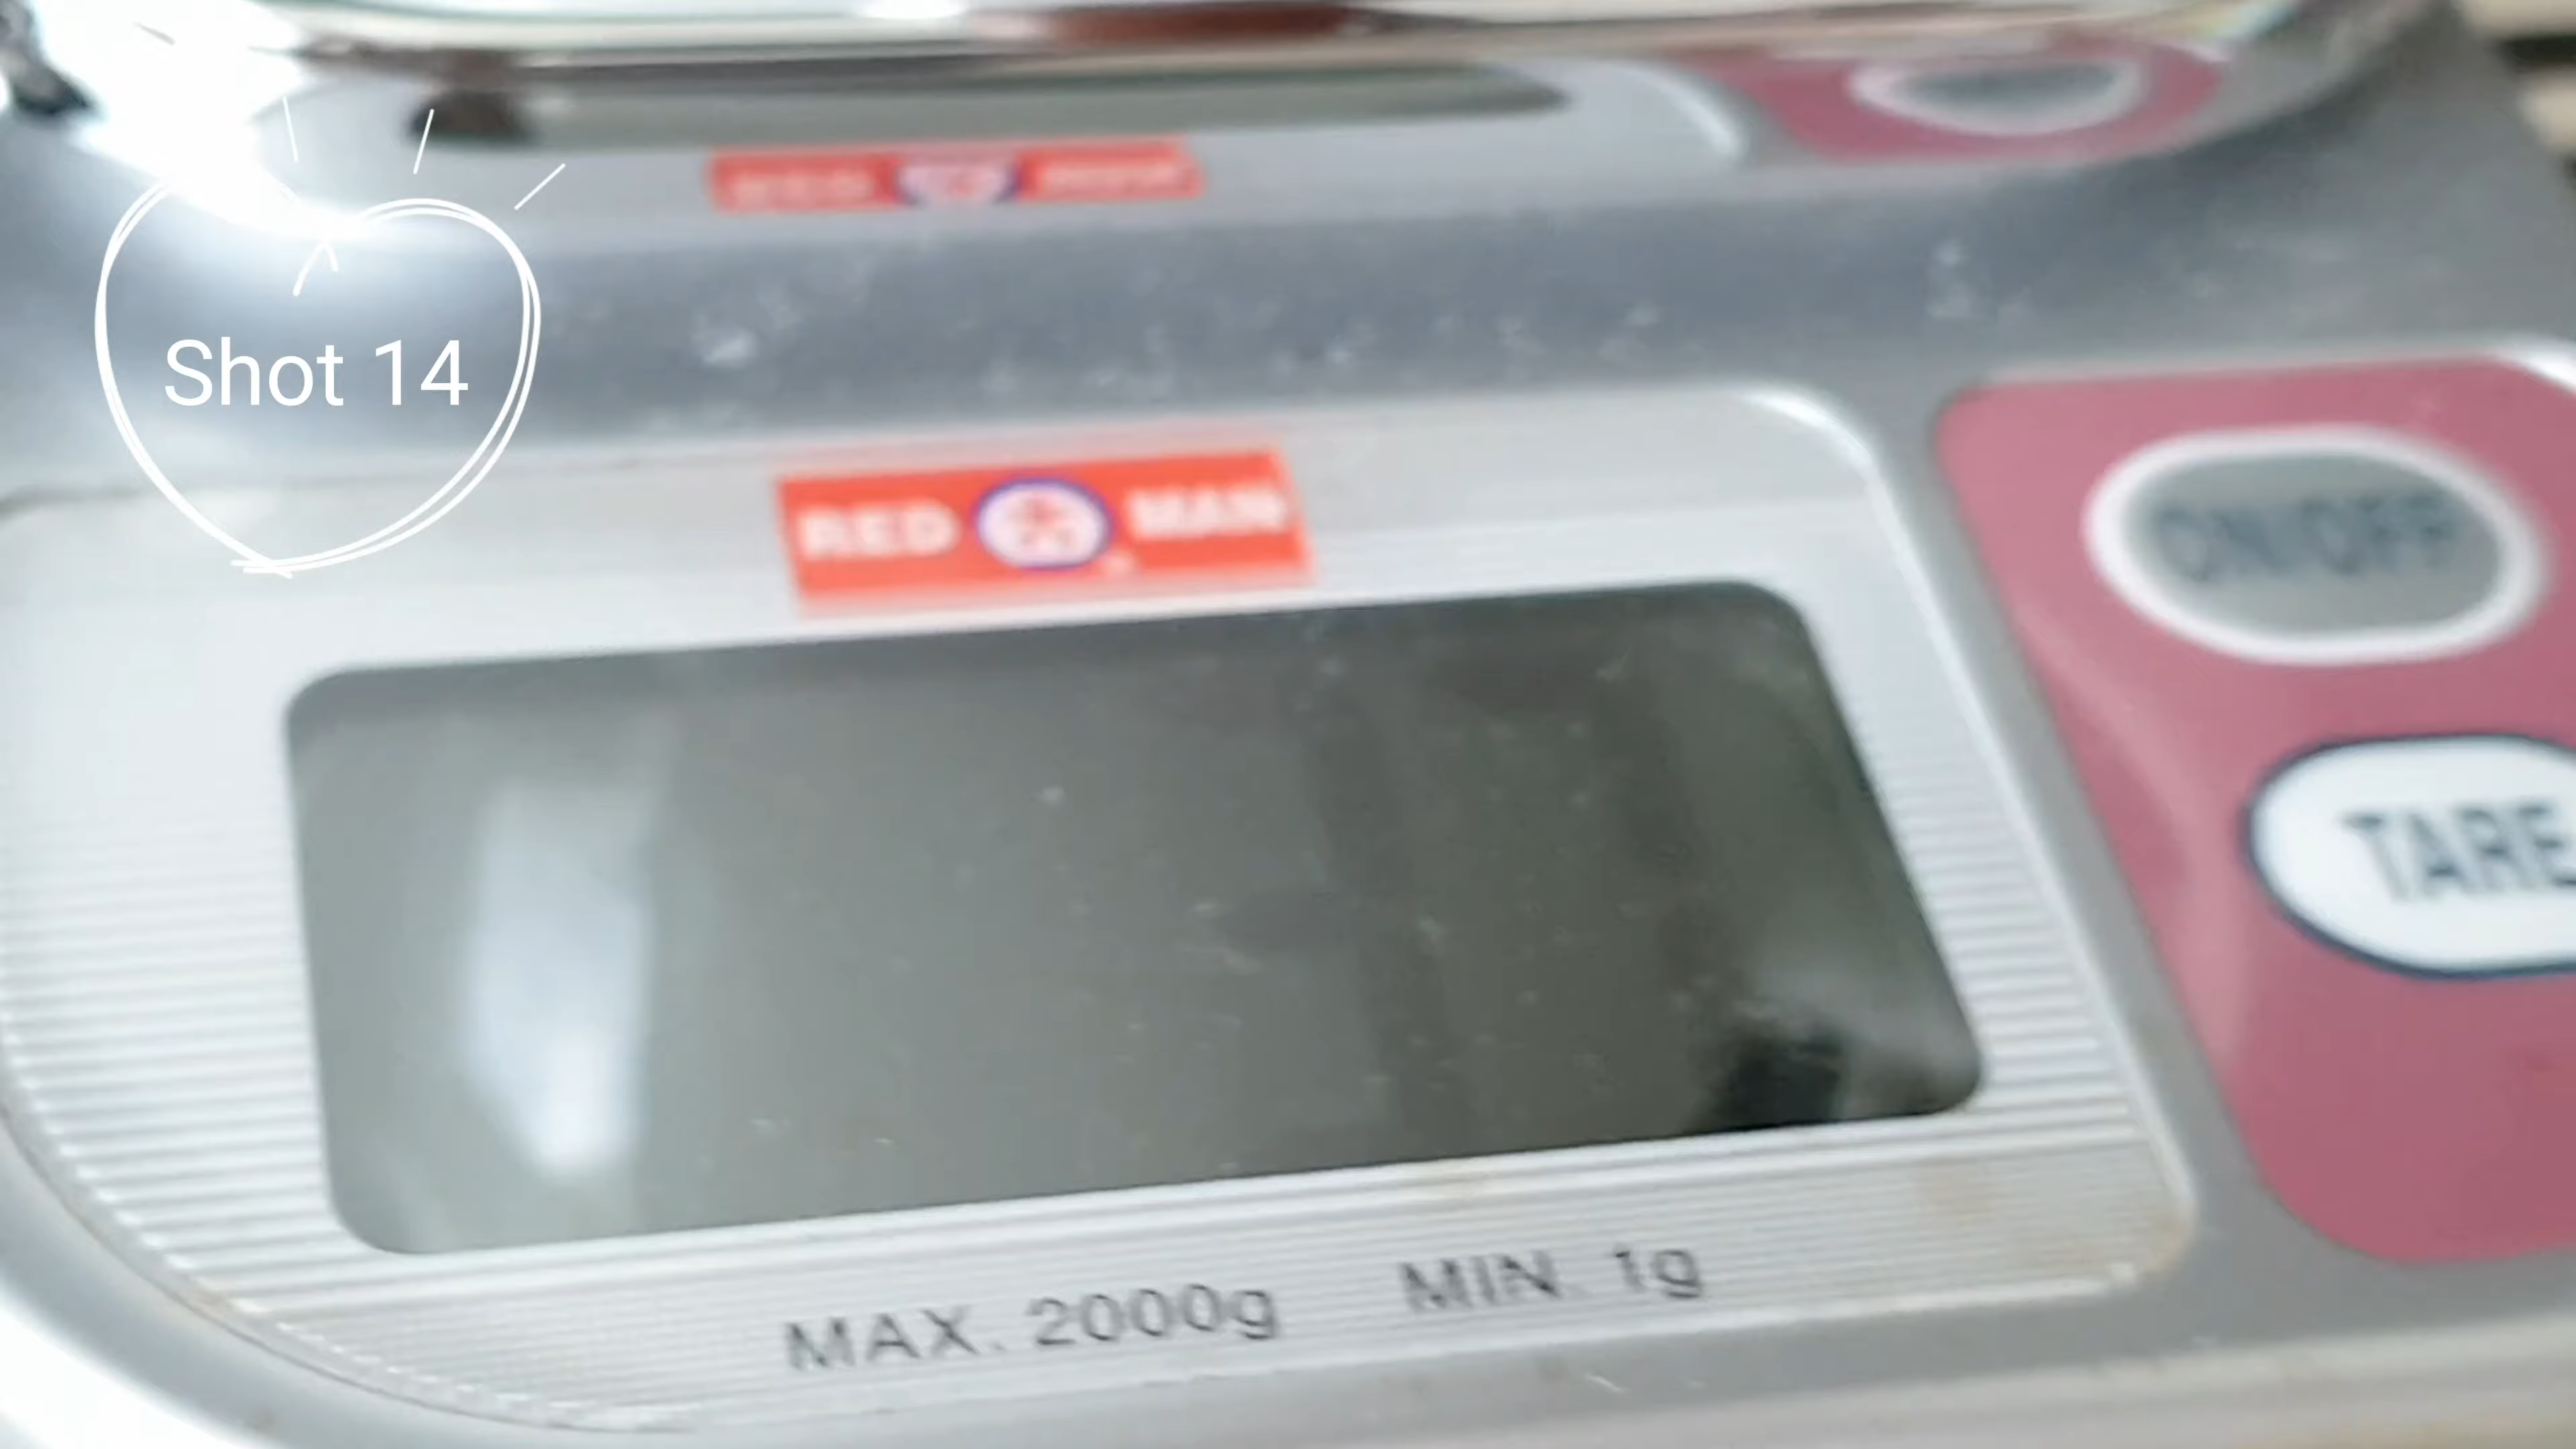 Shot 14
RED MAN
ON/OFF
TARE
MAX. 2000g MIN. 1g